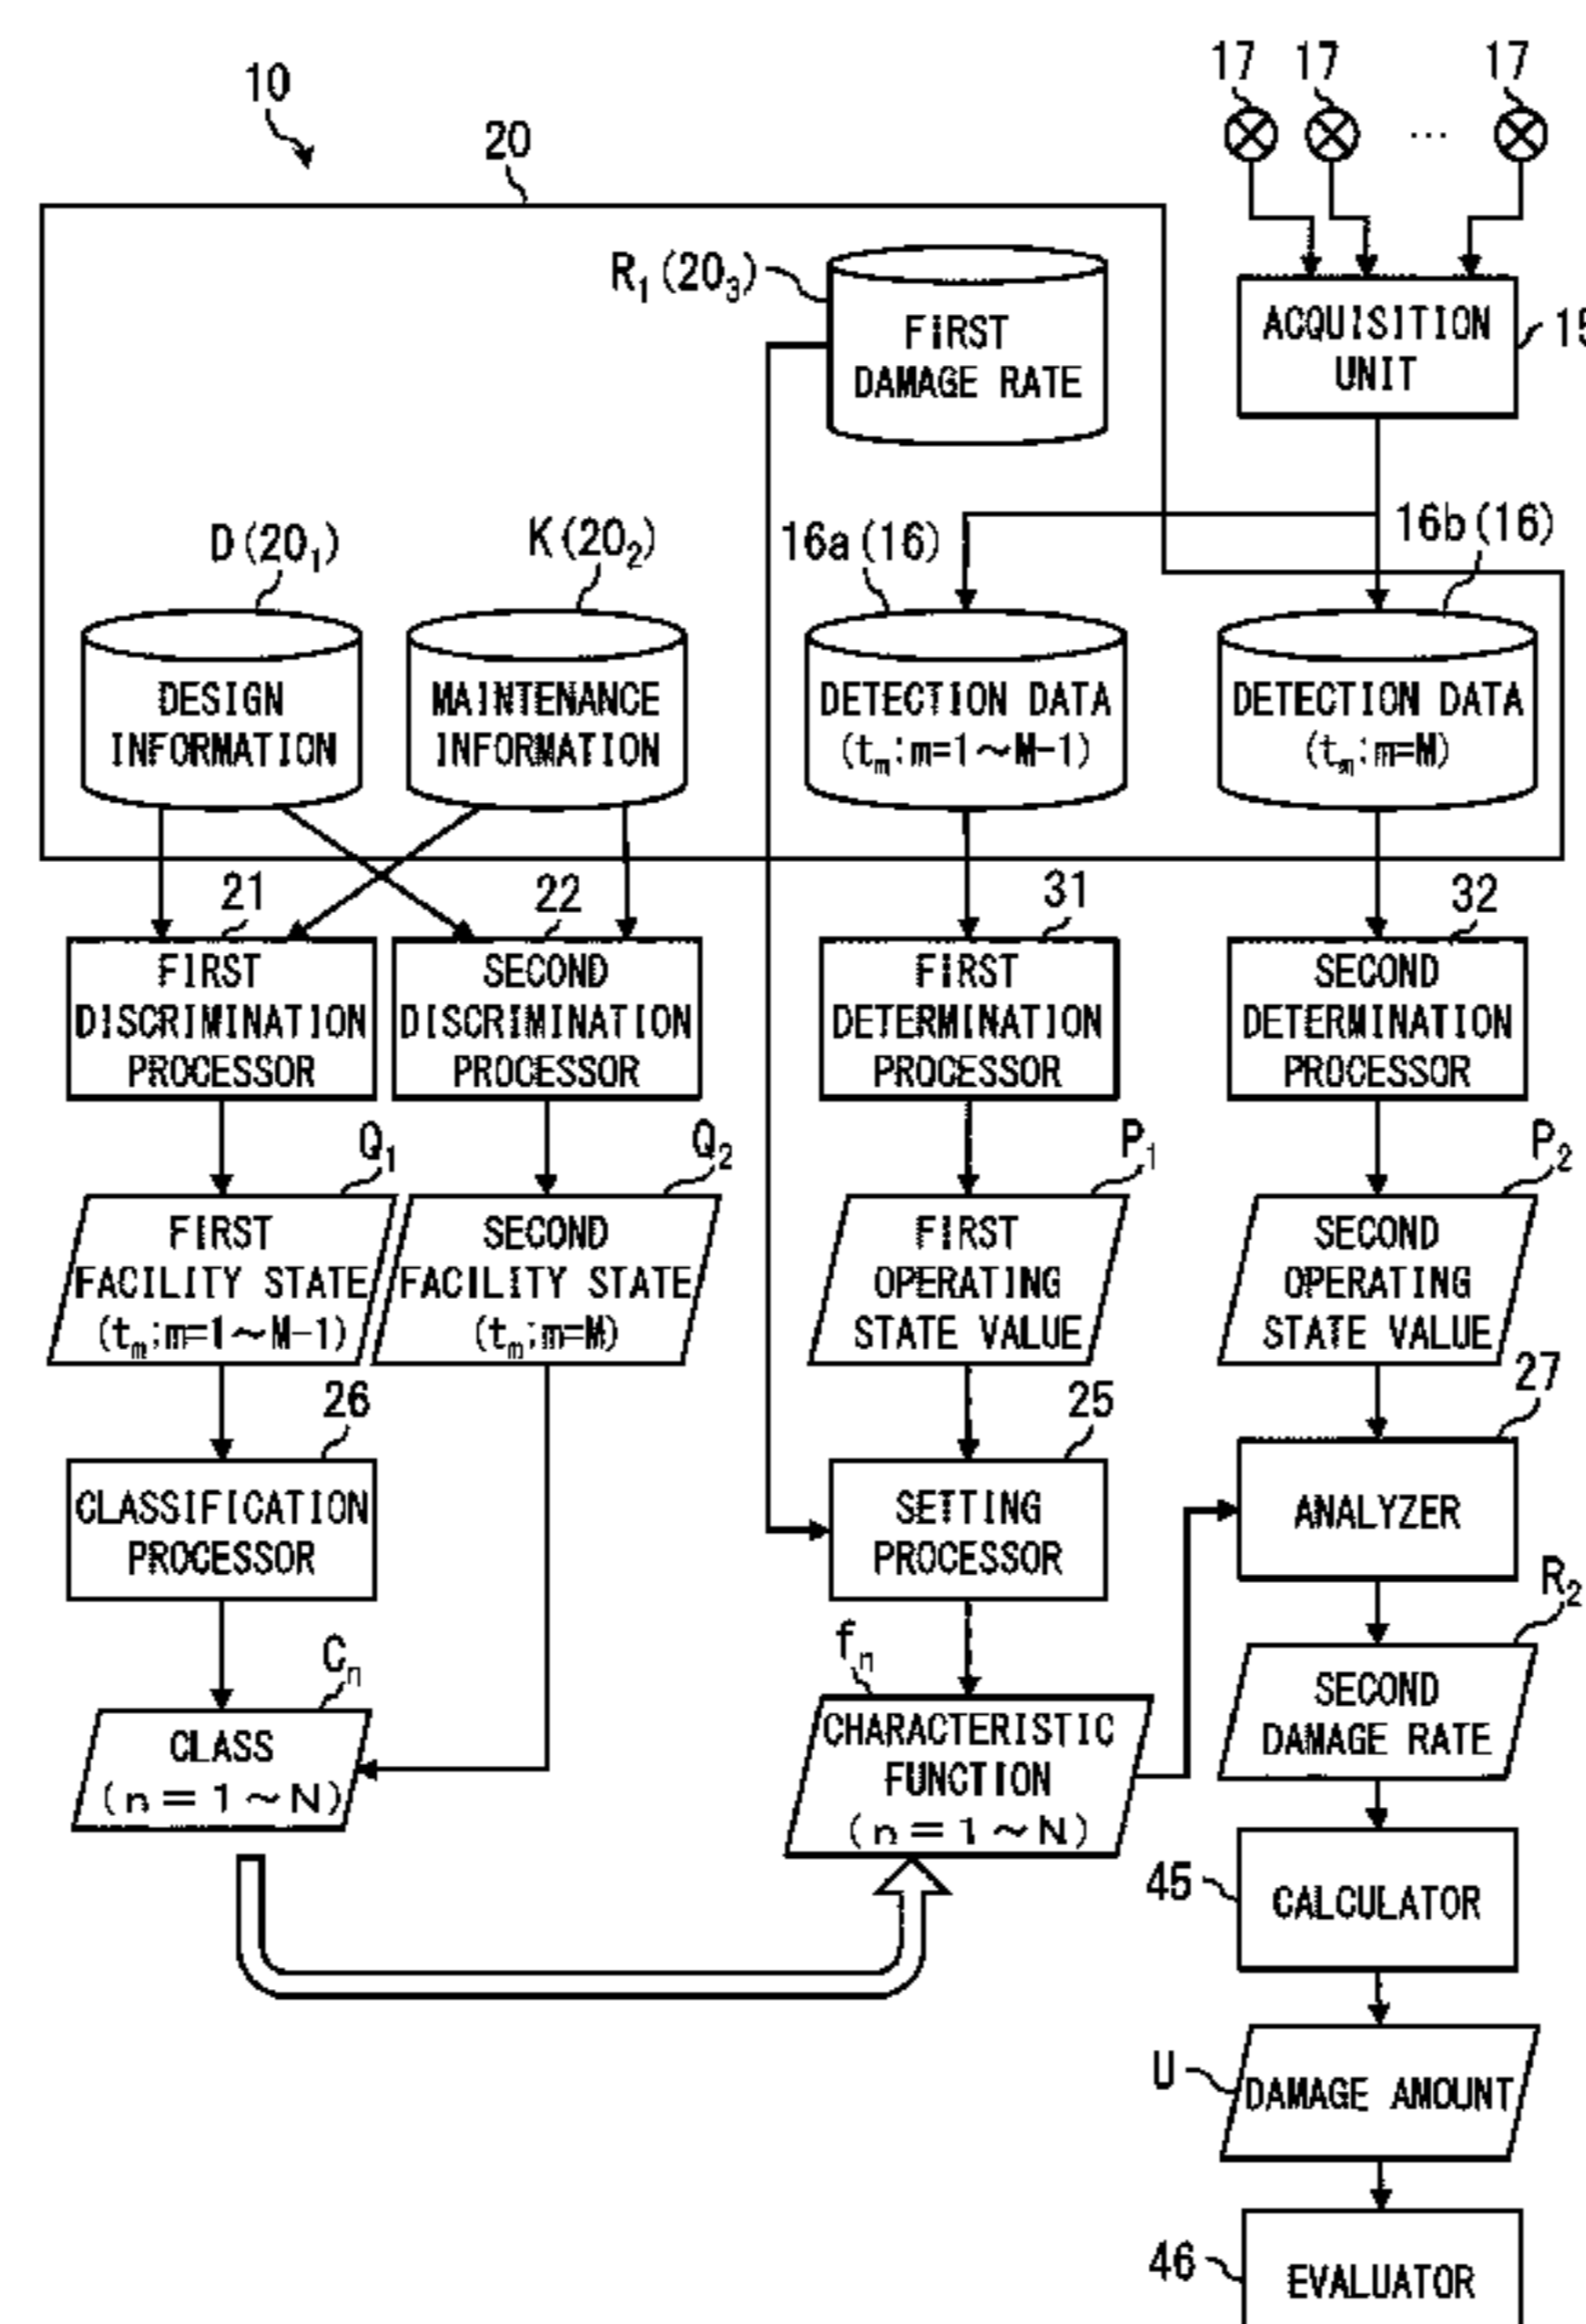 10
20
17 17 ... 17
R1(203)
FIRST
DAMAGE RATE
ACQUISITION
UNIT
D(201)
K(202)
16a(16)
16b(16)
DESIGN
INFORMATION
MAINTENANCE
INFORMATION
DETECTION DATA
(tm;m=1~M-1)
DETECTION DATA
(tm;m=M)
21
22
31
32
FIRST
DISCRIMINATION
PROCESSOR
SECOND
DISCRIMINATION
PROCESSOR
FIRST
DETERMINATION
PROCESSOR
SECOND
DETERMINATION
PROCESSOR
Q1
Q2
P1
P2
FIRST
FACILITY STATE
(tm;m=1~M-1)
SECOND
FACILITY STATE
(tm;m=M)
FIRST
OPERATING
STATE VALUE
SECOND
OPERATING
STATE VALUE
26
25
27
CLASSIFICATION
PROCESSOR
SETTING
PROCESSOR
ANALYZER
Cn
fn
R2
CLASS
(n=1~N)
CHARACTERISTIC
FUNCTION
(n=1~N)
SECOND
DAMAGE RATE
45
CALCULATOR
U
DAMAGE AMOUNT
46
EVALUATOR